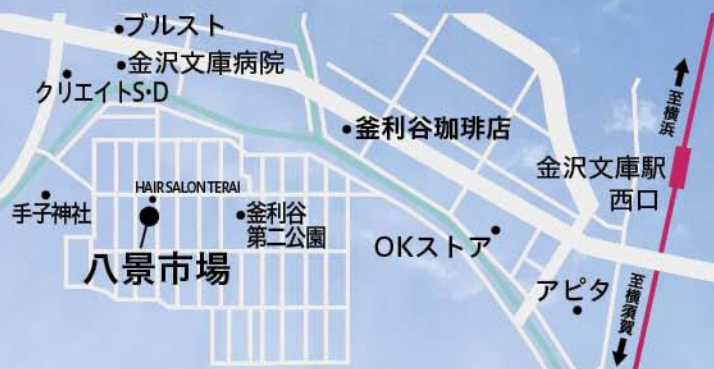 ブルスト
金沢文庫病院
クリエイトS・D
釜利谷珈琲店
至横浜
金沢文庫駅
西口
HAIR SALON TERAI
手子神社
釜利谷
第二公園
八景市場
OKストア
アピタ
至横須賀